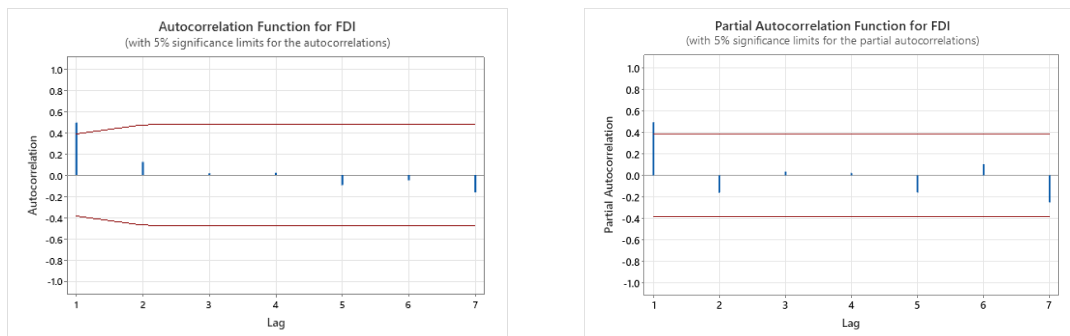 Autocorrelation Function for FDI
(with 5% significance limits for the autocorrelations)
Autocorrelation
1.0
0.8
0.6
0.4
0.2
0.0
-0.2
-0.4
-0.6
-0.8
-1.0
1 2 3 4 5 6 7
Lag
Partial Autocorrelation Function for FDI
(with 5% significance limits for the partial autocorrelations)
Partial Autocorrelation
1.0
0.8
0.6
0.4
0.2
0.0
-0.2
-0.4
-0.6
-0.8
-1.0
1 2 3 4 5 6 7
Lag